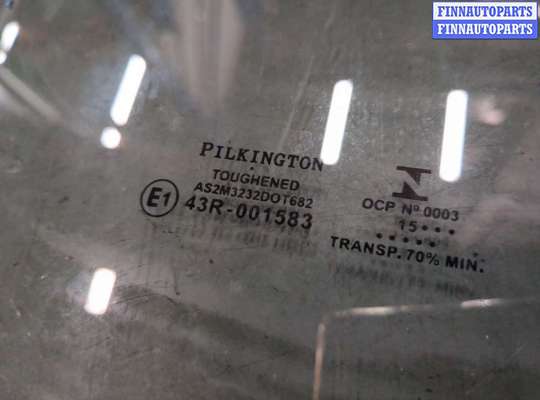 FINNAUTOPARTS
FINNAUTOPARTS
PILKINGTON
TOUGHENED
AS2M3232DOT682
E1 43R-001583
OCP Nº 0003
15•••
•••••
TRANSP. 70% MIN.